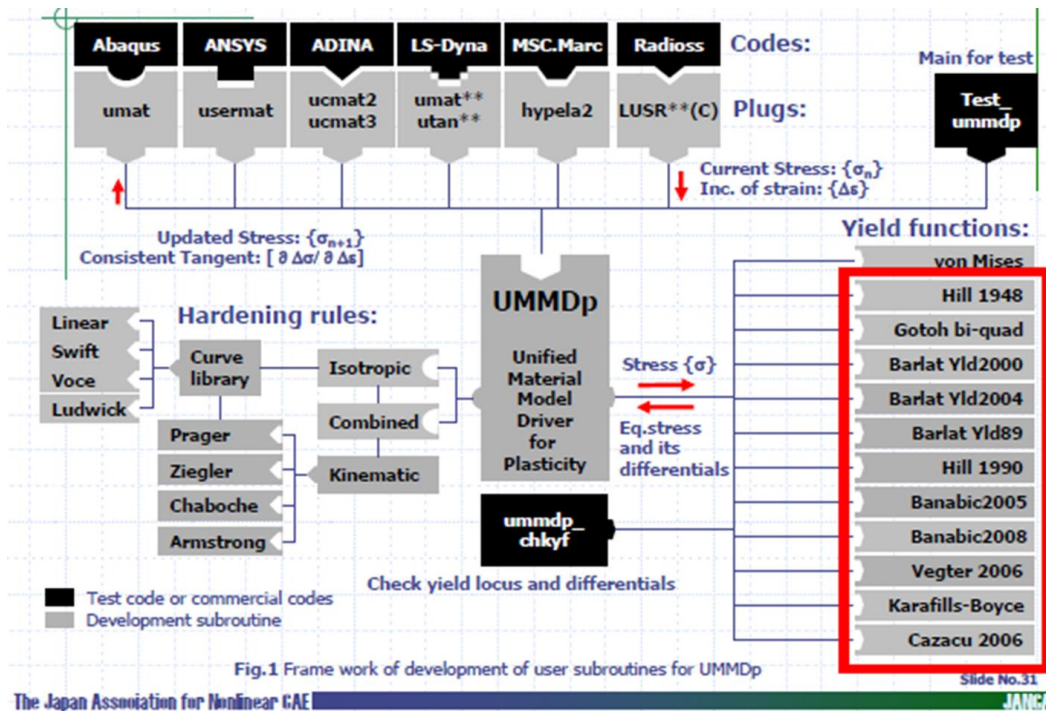 Abaqus ANSYS ADINA LS-Dyna MSC.Marc Radioss Codes:
Main for test
umat usermat ucmat2 ucmat3 umat** utan** hypela2 LUSR**(C) Plugs:
Test_
ummdp
Current Stress: {σn}
Inc. of strain: {Δε}
Updated Stress: {σn+1}
Consistent Tangent: [ ∂ Δσ/ ∂ Δε]
Yield functions:
von Mises
Hill 1948
Gotoh bi-quad
Barlat Yld2000
Barlat Yld2004
Barlat Yld89
Hill 1990
Banabic2005
Banabic2008
Vegter 2006
Karafills-Boyce
Cazacu 2006
UMMDp
Unified
Material
Model
Driver
for
Plasticity
Stress {σ}
Eq.stress
and its
differentials
Hardening rules:
Linear
Swift
Voce
Ludwick
Curve
library
Isotropic
Combined
Kinematic
Prager
Ziegler
Chaboche
Armstrong
ummdp_
chkyf
Check yield locus and differentials
Test code or commercial codes
Development subroutine
Fig.1 Frame work of development of user subroutines for UMMDp
Slide No.31
The Japan Association for Nonlinear CAE
JANCA